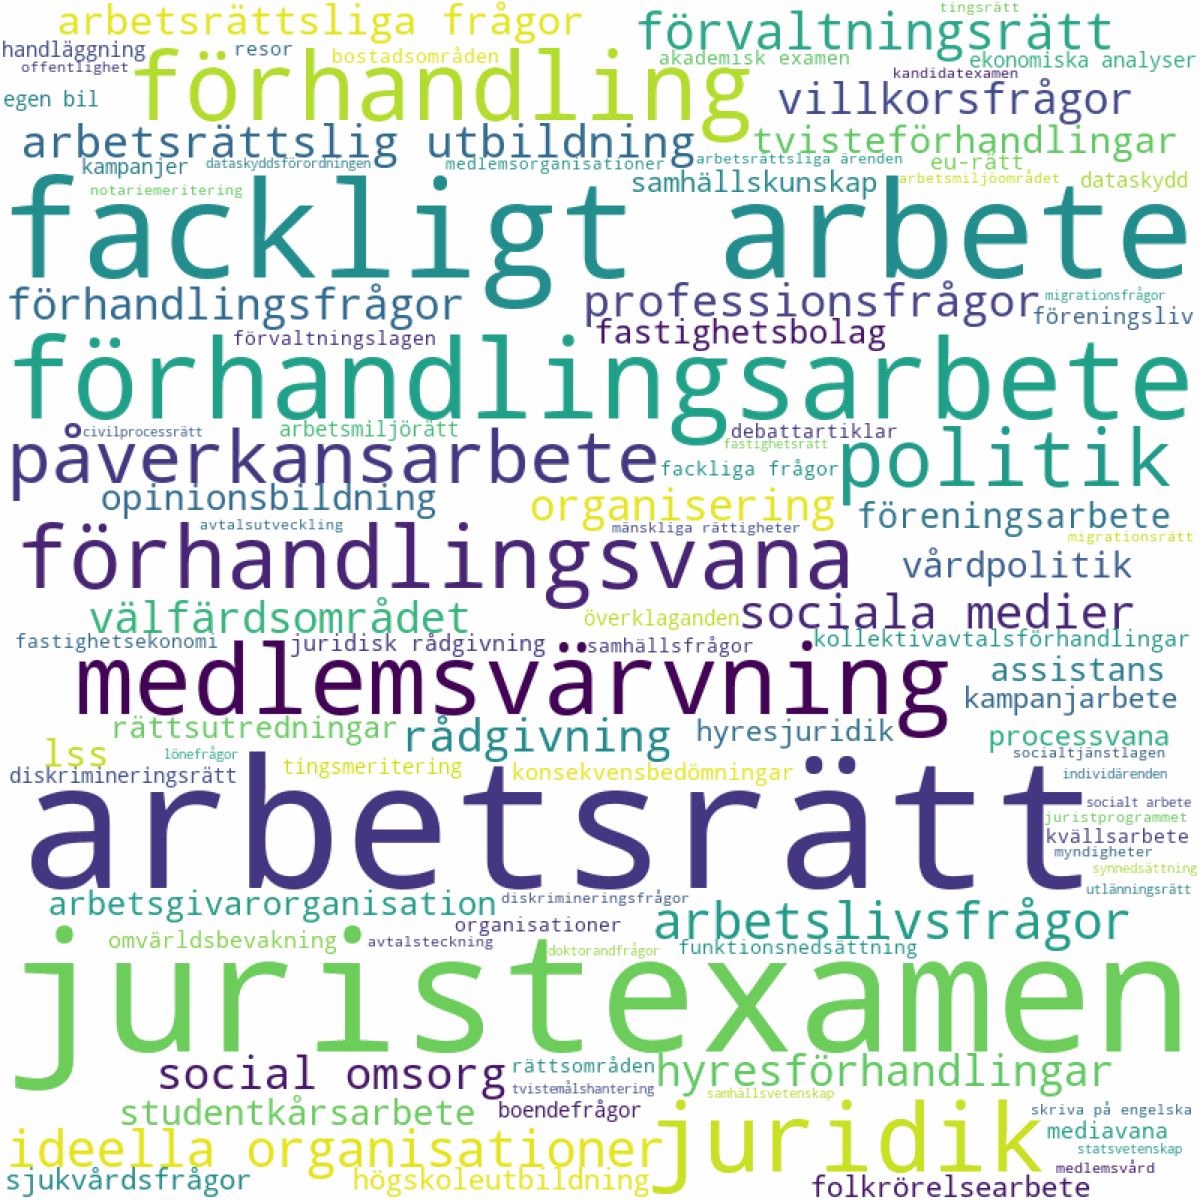 arbetsrättsliga frågor
tingsrätt
förvaltningsrätt
handläggning
resor
bostadsområden
akademisk examen
ekonomiska analyser
offentlighet
förhandling
kandidatexamen
egen bil
villkorsfrågor
arbetsrättslig utbildning
tvisteförhandlingar
kampanjer
dataskyddsförordningen
medlemsorganisationer
arbetsrättsliga ärenden
eu-rätt
notariemeritering
samhällskunskap
arbetsmiljöområdet
dataskydd
fackligt arbete
förhandlingsfrågor
professionsfrågor
migrationsfrågor
föreningsliv
förvaltningslagen
fastighetsbolag
förhandlingsarbete
civilprocessrätt
arbetsmiljörätt
debattartiklar
fastighetsrätt
påverkansarbete
fackliga frågor
politik
opinionsbildning
organisering
föreningsarbete
avtalsutveckling
mänskliga rättigheter
migrationsrätt
förhandlingsvana
vårdpolitik
välfärdsområdet
överklaganden
sociala medier
fastighetsekonomi
juridisk rådgivning
samhällsfrågor
kollektivavtalsförhandlingar
medlemsvärvning
assistans
kampanjarbete
rättsutredningar
rådgivning
hyresjuridik
processvana
lss
lönefrågor
socialtjänstlagen
diskrimineringsrätt
tingsmeritering
konsekvensbedömningar
individärenden
arbetsrätt
socialt arbete
juristprogrammet
kvällsarbete
myndigheter
synnedsättning
utlänningsrätt
arbetsgivarorganisation
diskrimineringsfrågor
organisationer
arbetslivsfrågor
omvärldsbevakning
avtalsteckning
doktorandfrågor
funktionsnedsättning
juristexamen
social omsorg
rättsområden
tvistemålshantering
hyresförhandlingar
samhällsvetenskap
studentkårsarbete
boendefrågor
juridik
skriva på engelska
mediavana
ideella organisationer
statsvetenskap
medlemsvård
sjukvårdsfrågor
högskoleutbildning
folkrörelsearbete